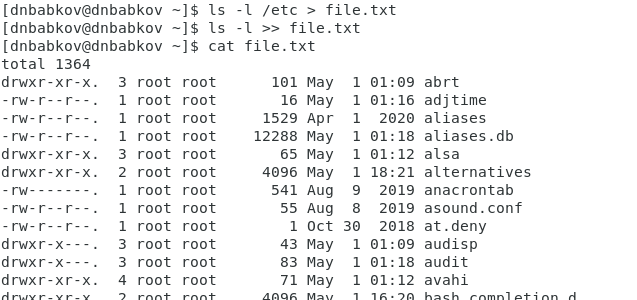 [dnbabkov@dnbabkov ~]$ ls -l /etc > file.txt
[dnbabkov@dnbabkov ~]$ ls -l >> file.txt
[dnbabkov@dnbabkov ~]$ cat file.txt
total 1364
drwxr-xr-x.  3 root root      101 May  1 01:09 abrt
-rw-r--r--.  1 root root       16 May  1 01:16 adjtime
-rw-r--r--.  1 root root     1529 Apr  1  2020 aliases
-rw-r--r--.  1 root root    12288 May  1 01:18 aliases.db
drwxr-xr-x.  3 root root       65 May  1 01:12 alsa
drwxr-xr-x.  2 root root     4096 May  1 18:21 alternatives
-rw-------.  1 root root      541 Aug  9  2019 anacrontab
-rw-r--r--.  1 root root       55 Aug  8  2019 asound.conf
-rw-r--r--.  1 root root        1 Oct 30  2018 at.deny
drwxr-x---.  3 root root       43 May  1 01:09 audisp
drwxr-x---.  3 root root       83 May  1 01:18 audit
drwxr-xr-x.  4 root root       71 May  1 01:12 avahi
drwxr-xr-x.  2 root root     4096 May  1 16:20 bash_completion.d